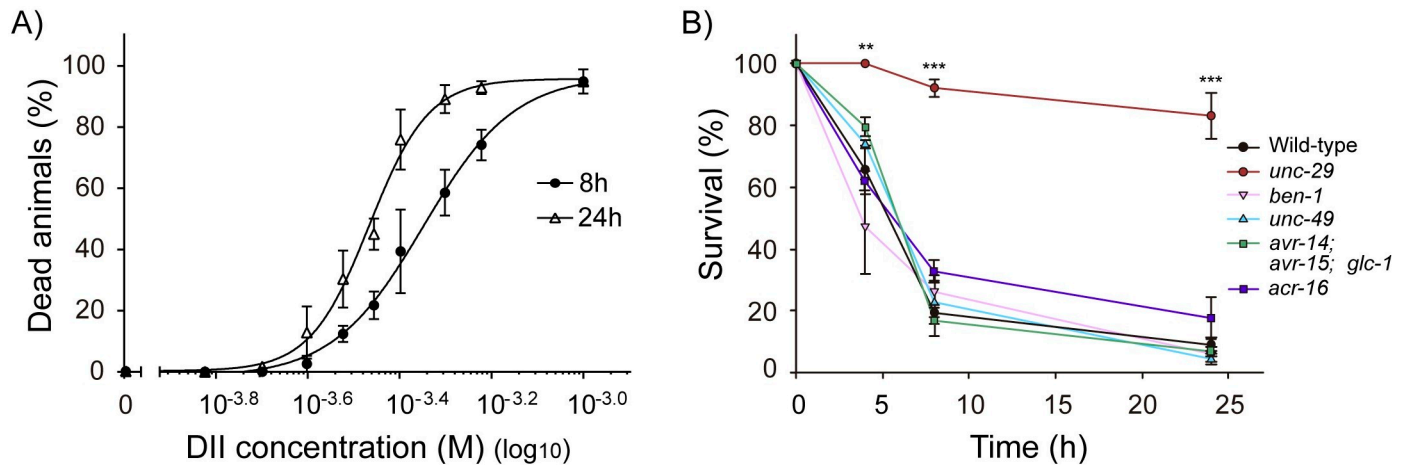 A)
Dead animals (%)
100
80
60
40
20
0
0
10-3.8
10-3.6
10-3.4
10-3.2
10-3.0
DII concentration (M) (log10)
8h
24h
B)
Survival (%)
100
80
60
40
20
0
0
5
10
15
20
25
Time (h)
**
***
***
Wild-type
unc-29
ben-1
unc-49
avr-14;
avr-15; glc-1
acr-16